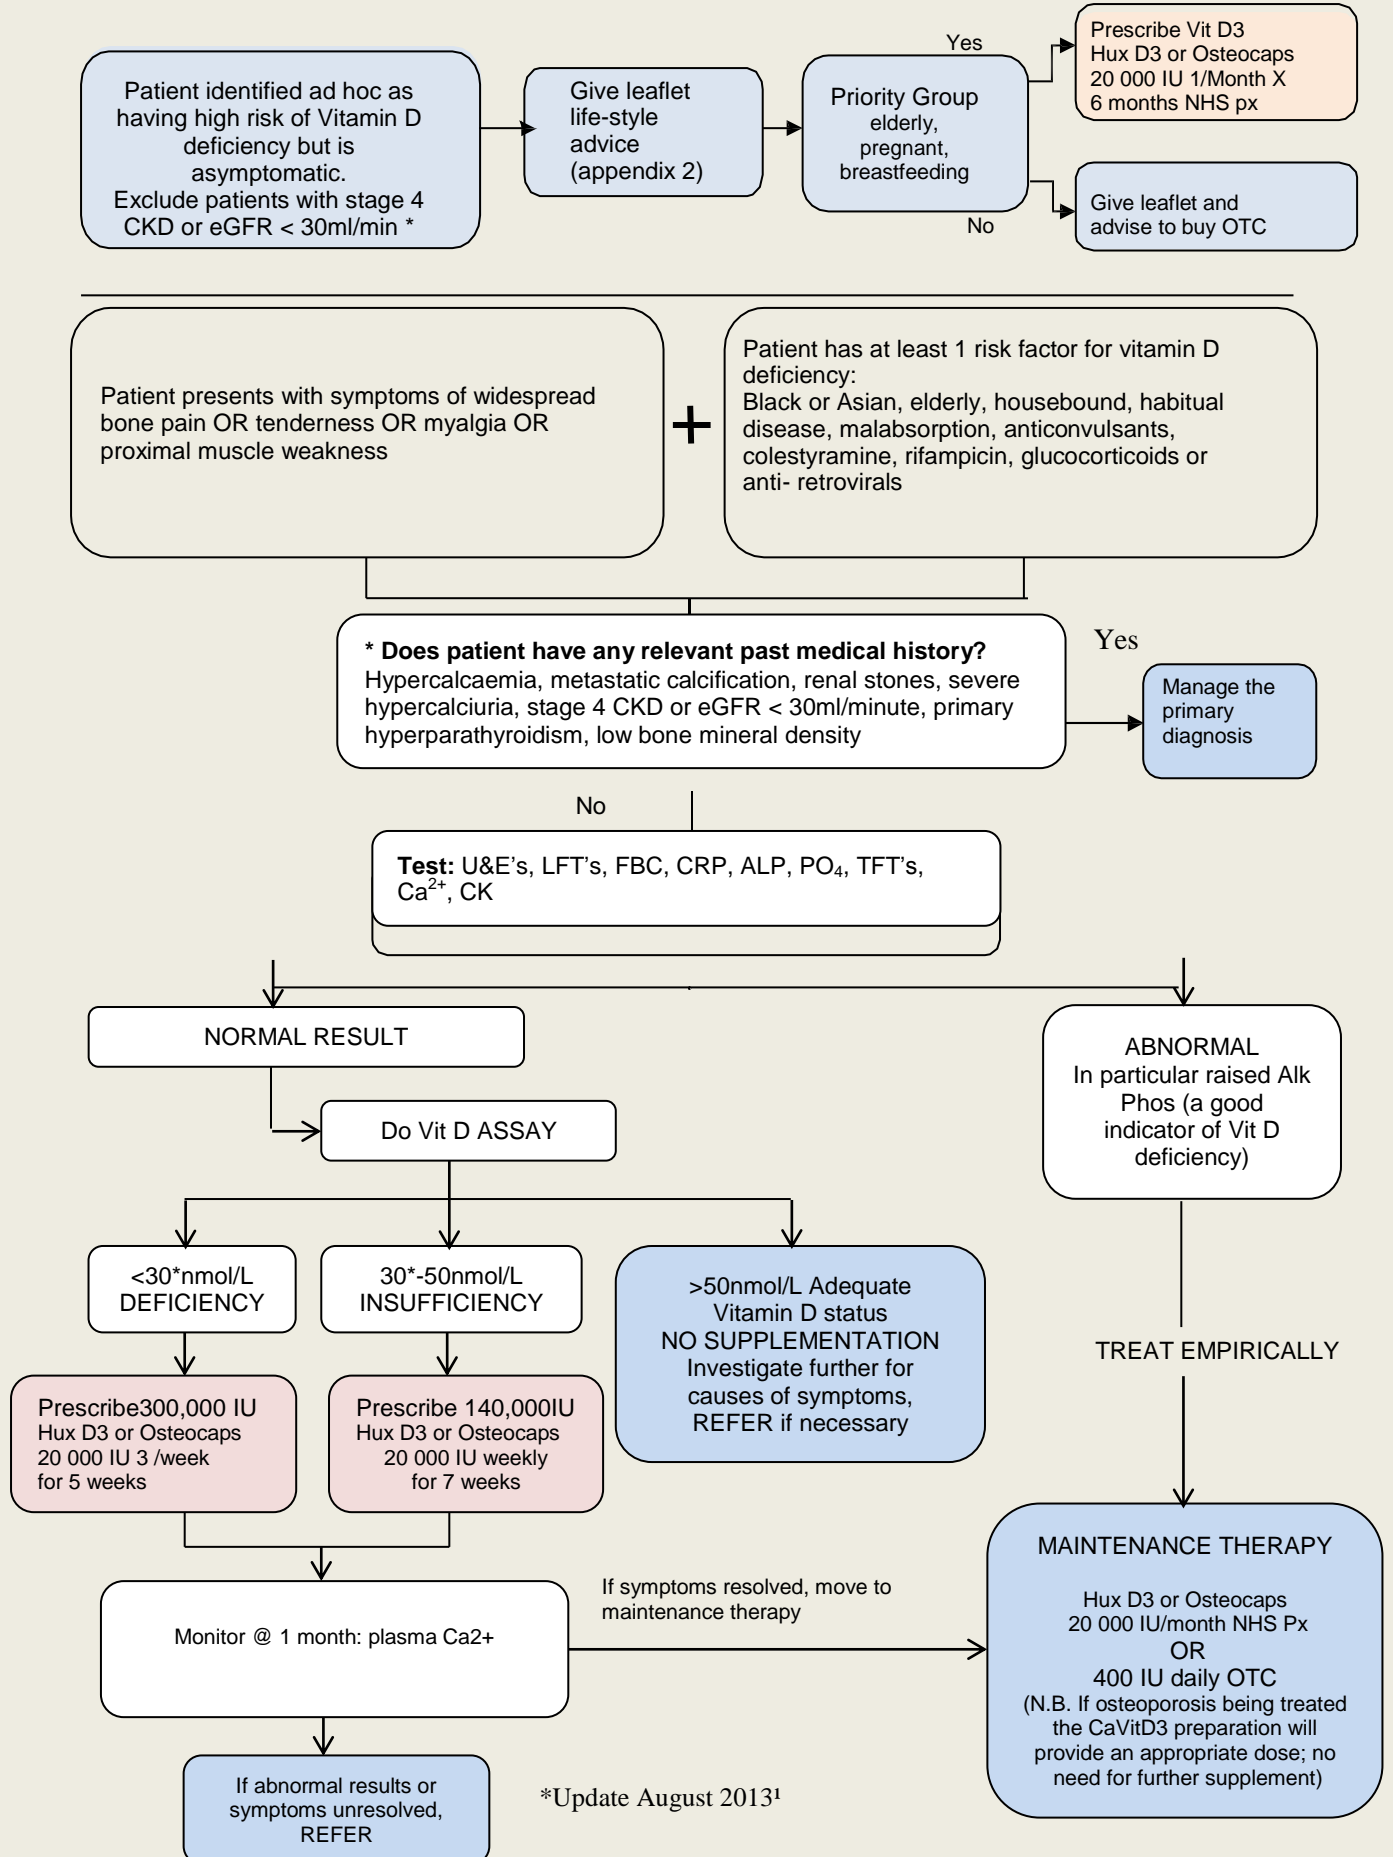 Patient identified ad hoc as
having high risk of Vitamin D
deficiency but is
asymptomatic.
Exclude patients with stage 4
CKD or eGFR < 30ml/min *
Give leaflet
life-style
advice
(appendix 2)
Priority Group
elderly,
pregnant,
breastfeeding
Yes
Prescribe Vit D3
Hux D3 or Osteocaps
20 000 IU 1/Month X
6 months NHS px
No
Give leaflet and
advise to buy OTC
Patient presents with symptoms of widespread
bone pain OR tenderness OR myalgia OR
proximal muscle weakness
+
Patient has at least 1 risk factor for vitamin D
deficiency:
Black or Asian, elderly, housebound, habitual
disease, malabsorption, anticonvulsants,
colestyramine, rifampicin, glucocorticoids or
anti- retrovirals
* Does patient have any relevant past medical history?
Hypercalcaemia, metastatic calcification, renal stones, severe
hypercalciuria, stage 4 CKD or eGFR < 30ml/minute, primary
hyperparathyroidism, low bone mineral density
Yes
Manage the
primary
diagnosis
No
Test: U&E's, LFT's, FBC, CRP, ALP, PO₄, TFT's,
Ca²⁺, CK
NORMAL RESULT
ABNORMAL
In particular raised Alk
Phos (a good
indicator of Vit D
deficiency)
Do Vit D ASSAY
<30*nmol/L
DEFICIENCY
30*-50nmol/L
INSUFFICIENCY
>50nmol/L Adequate
Vitamin D status
NO SUPPLEMENTATION
Investigate further for
causes of symptoms,
REFER if necessary
TREAT EMPIRICALLY
Prescribe300,000 IU
Hux D3 or Osteocaps
20 000 IU 3 /week
for 5 weeks
Prescribe 140,000IU
Hux D3 or Osteocaps
20 000 IU weekly
for 7 weeks
Monitor @ 1 month: plasma Ca2+
If symptoms resolved, move to
maintenance therapy
MAINTENANCE THERAPY
Hux D3 or Osteocaps
20 000 IU/month NHS Px
OR
400 IU daily OTC
(N.B. If osteoporosis being treated
the CaVitD3 preparation will
provide an appropriate dose; no
need for further supplement)
If abnormal results or
symptoms unresolved,
REFER
*Update August 2013¹